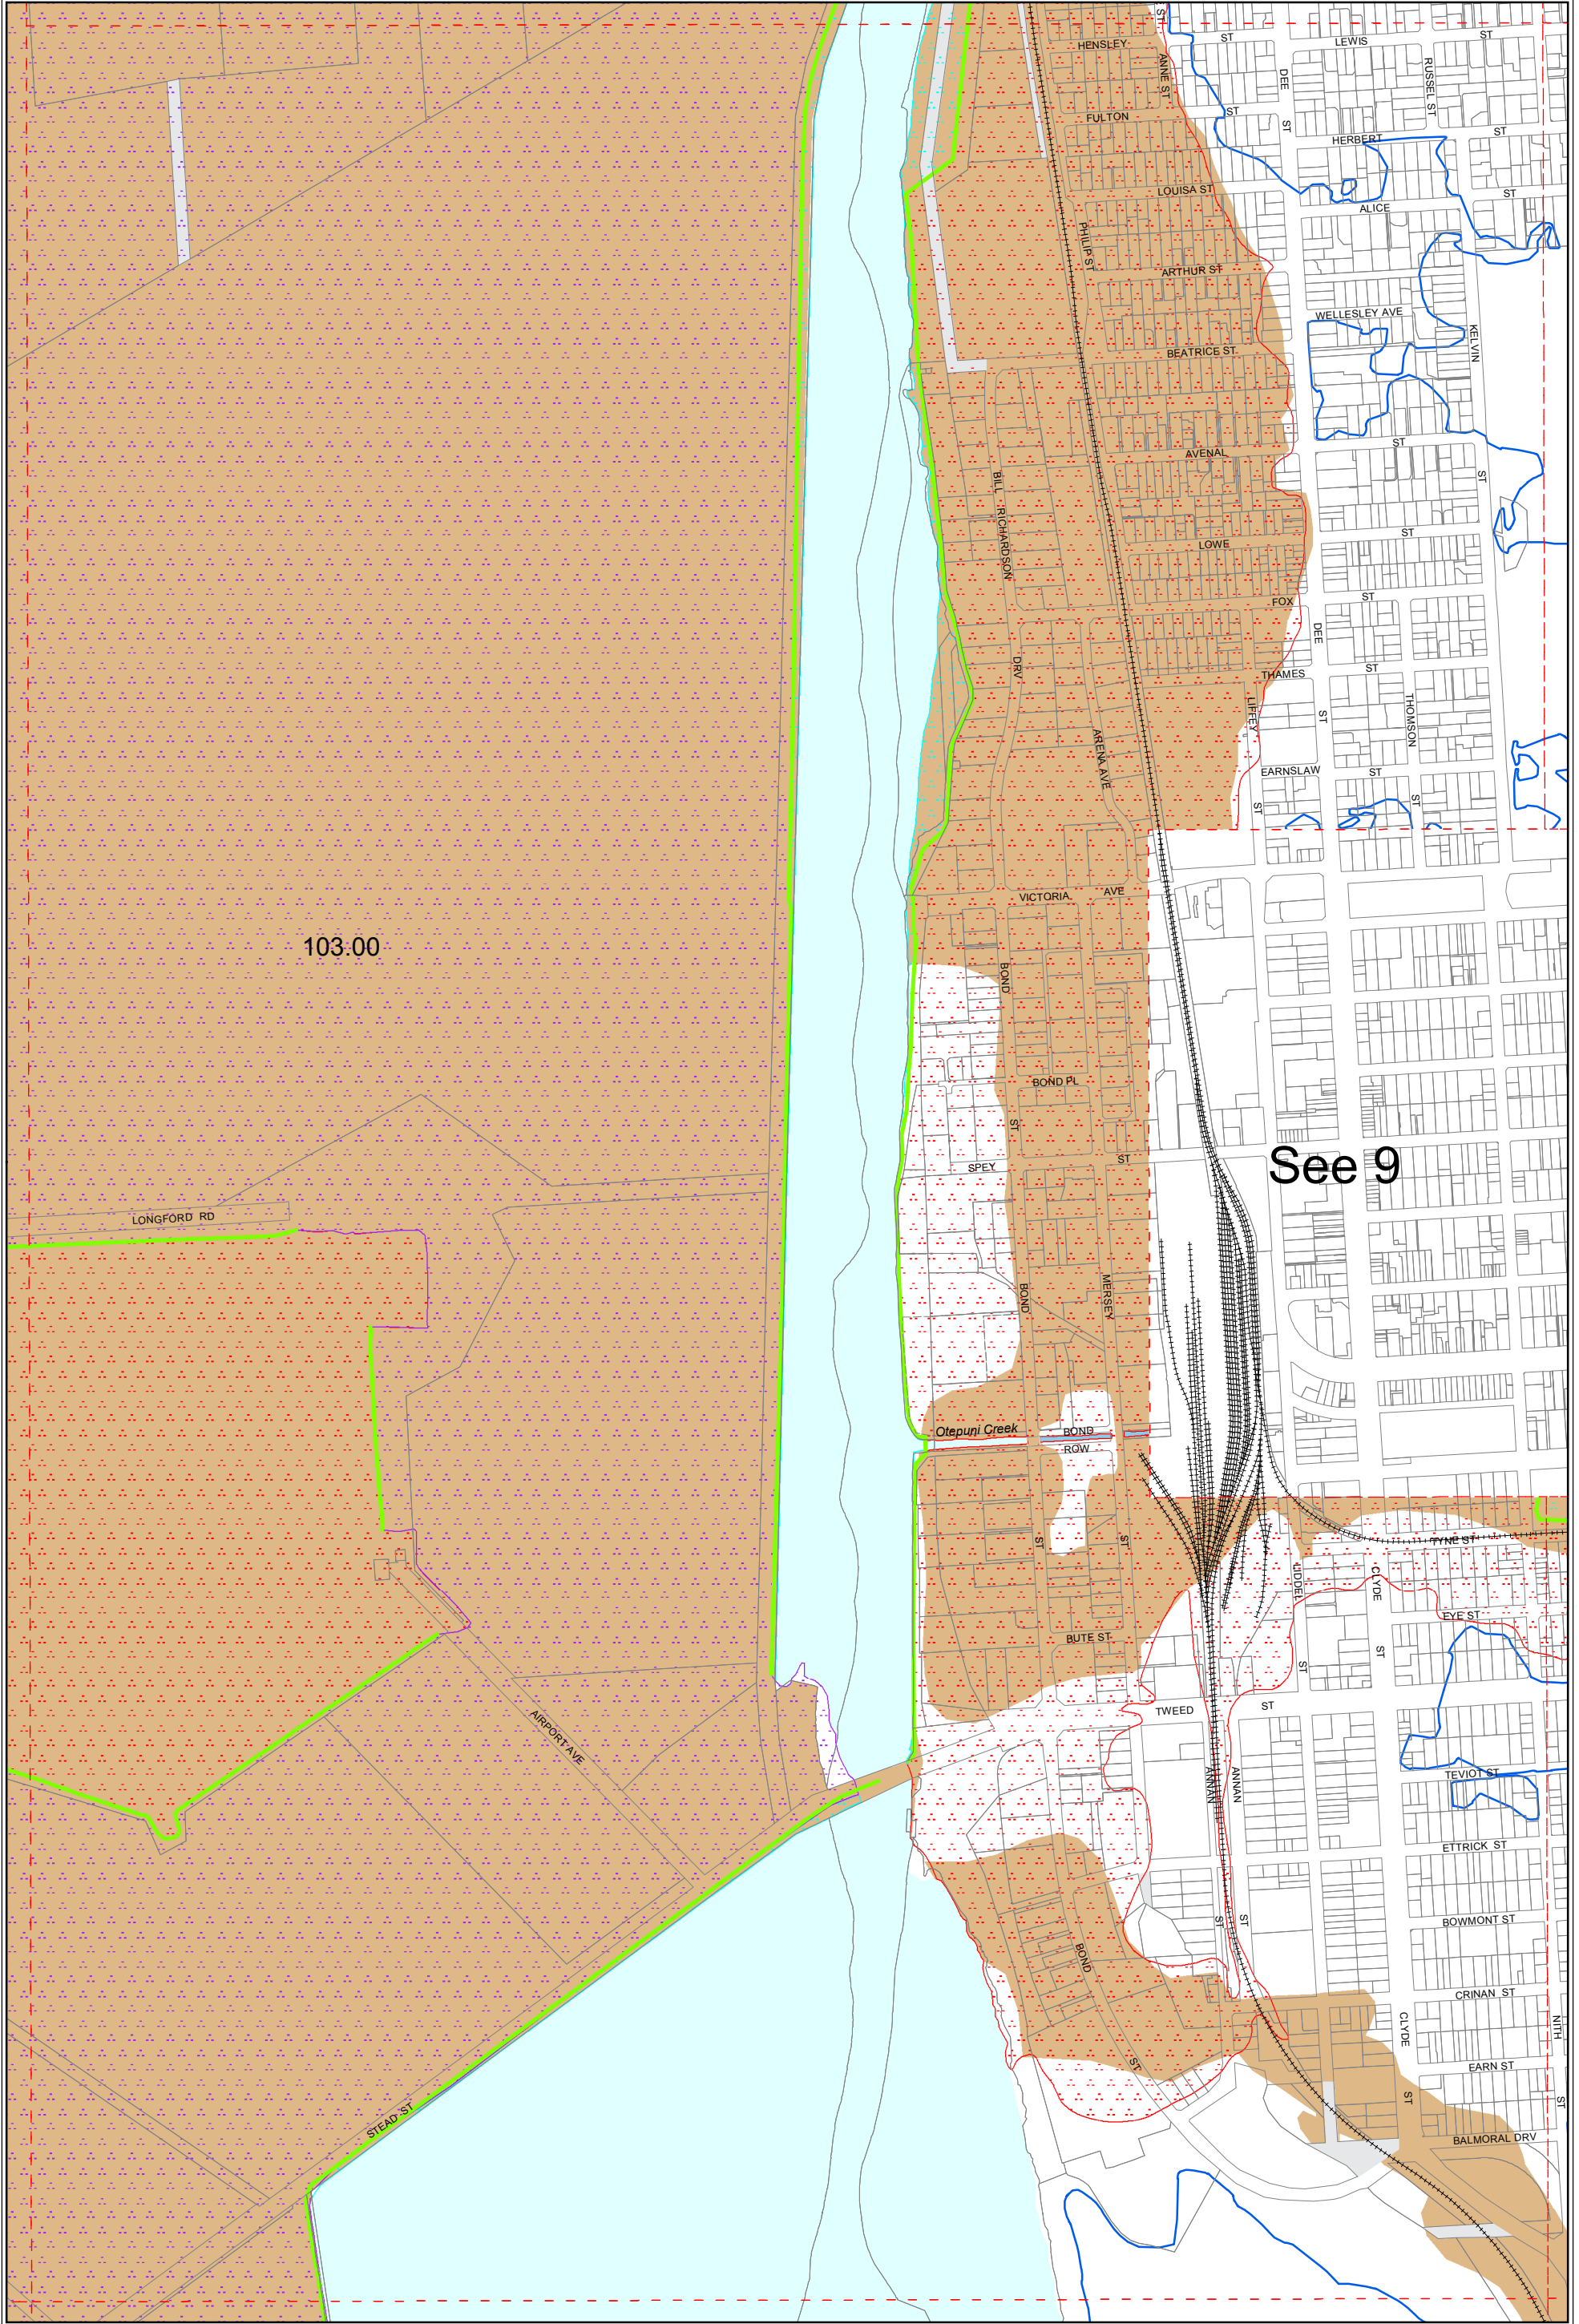 ST
HENSLEY
ANNE ST
ST
DEE
LEWIS
RUSSEL ST
ST
FULTON
ST
ST
HERBERT
ST
LOUISA ST
ALICE
ST
PHILIP ST
ARTHUR ST
WELLESLEY AVE
KELVIN
BEATRICE ST
AVENAL
ST
ST
BILL RICHARDSON
LOWE
ST
FOX
ST
DEE
DRV
THAMES
ST
LIFFEY
ST
THOMSON
ARENA AVE
EARNSLAW
ST
ST
ST
VICTORIA
AVE
103.00
BOND
BOND PL
ST
SPEY
ST
See 9
LONGFORD RD
BOND
MERSEY
Otepuni Creek
BOND
ROW
ST
ST
TYNE ST
LIDDEL
CLYDE
EYE ST
BUTE ST
ST
ST
TWEED
ST
AIRPORT AVE
ANNAN
ANNAN
TEVIOT ST
ETTRICK ST
BOND
ST
ST
BOWMONT ST
CRINAN ST
CLYDE
NITH
ST
EARN ST
ST
ST
STEAD ST
BALMORAL DRV